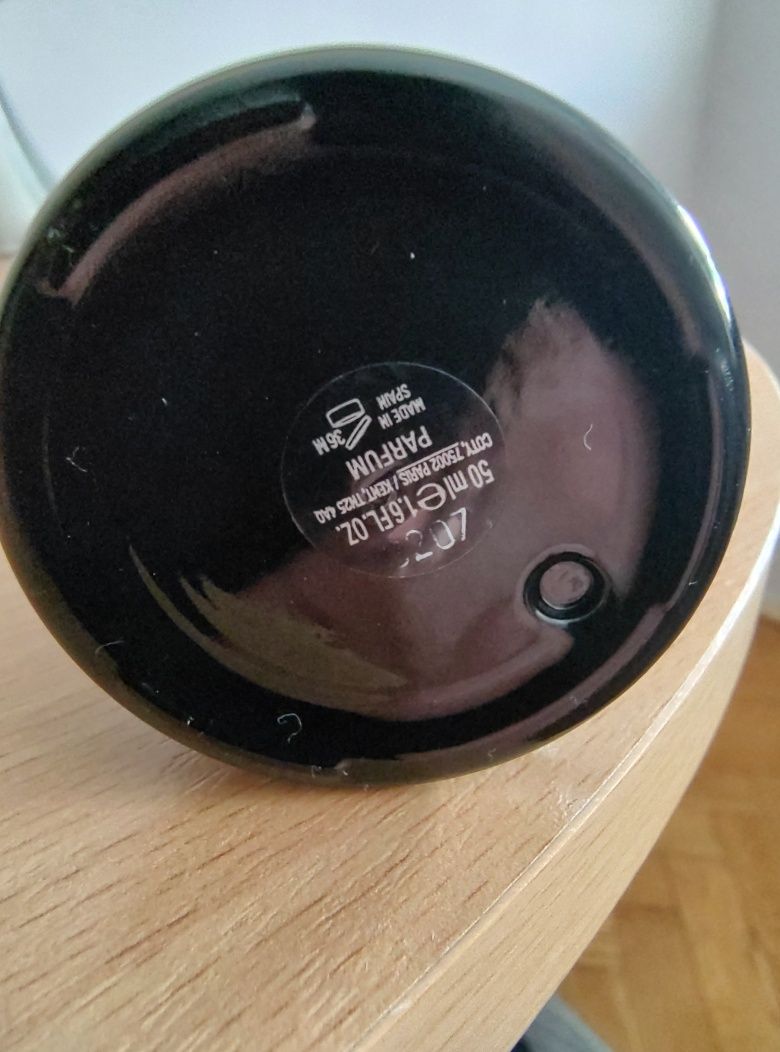 50 ml ℮ 1.6 FL.OZ.
COTY, 75002 PARIS / KENT, TN25 4AQ
PARFUM
MADE IN
SPAIN
36M